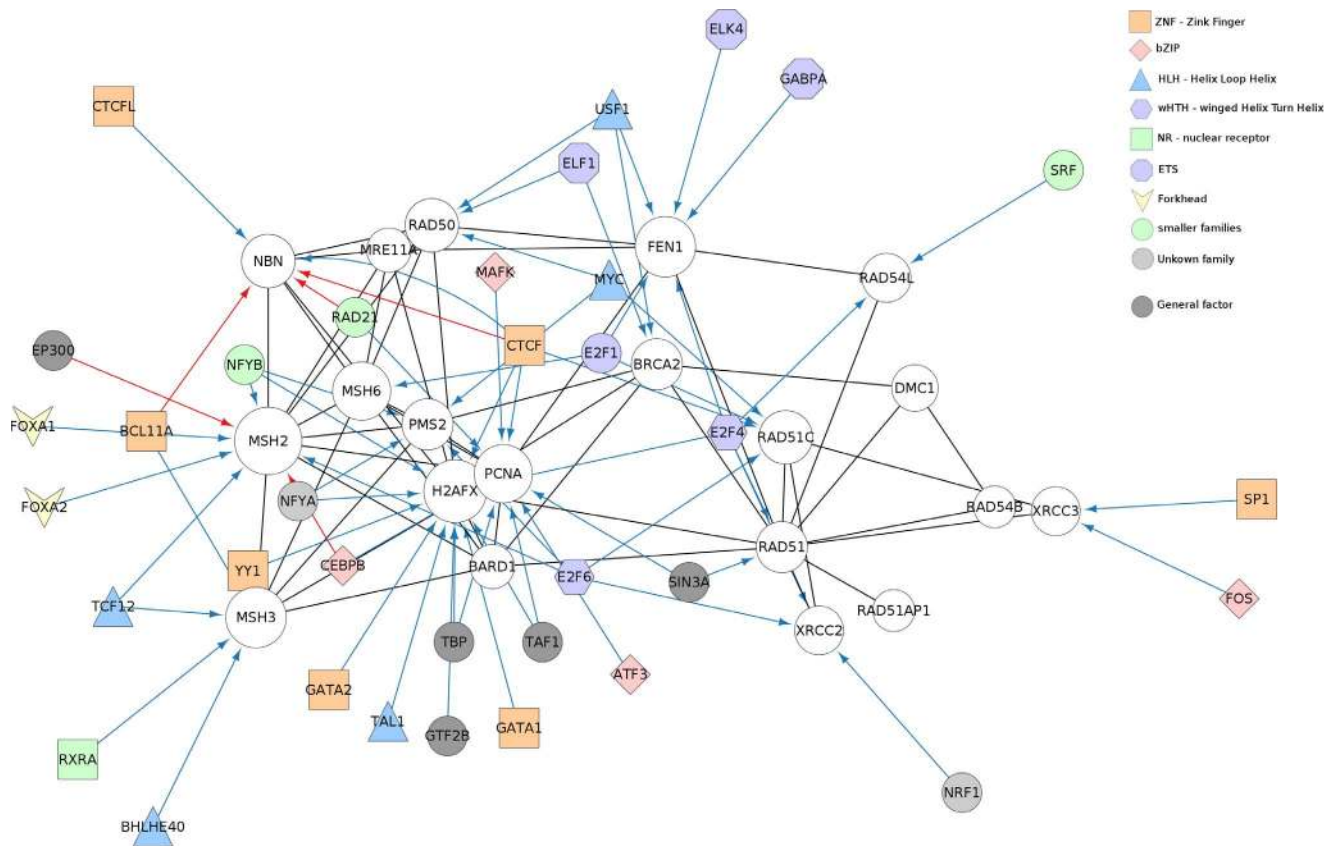 ELK4
ZNF - Zink Finger
bZIP
GABPA
HLH - Helix Loop Helix
CTCFL
USF1
wHTH - winged Helix Turn Helix
NR - nuclear receptor
ELF1
SRF
ETS
Forkhead
RAD50
smaller families
FEN1
MRE11A
NBN
Unkown family
MAFK
MYC
RAD54L
General factor
RAD21
EP300
CTCF
E2F1
NFYB
BRCA2
DMC1
MSH6
FOXA1
BCL11A
PMS2
E2F4
RAD51C
MSH2
PCNA
H2AFX
NFYA
FOXA2
RAD54B
XRCC3
SP1
RAD51
YY1
CEBPB
BARD1
E2F6
SIN3A
TCF12
MSH3
RAD51AP1
FOS
XRCC2
TBP
TAF1
ATF3
GATA2
TAL1
GTF2B
GATA1
RXRA
NRF1
BHLHE40